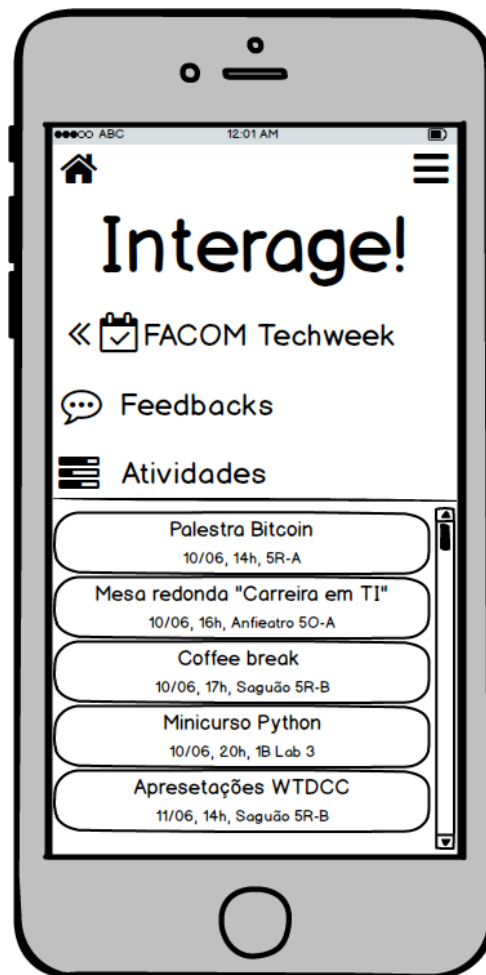 ABC 12:01 AM
Interage!
FACOM Techweek
Feedbacks
Atividades
Palestra Bitcoin
10/06, 14h, 5R-A
Mesa redonda "Carreira em TI"
10/06, 16h, Anfieatro 5O-A
Coffee break
10/06, 17h, Saguão 5R-B
Minicurso Python
10/06, 20h, 1B Lab 3
Apresetações WTDCC
11/06, 14h, Saguão 5R-B